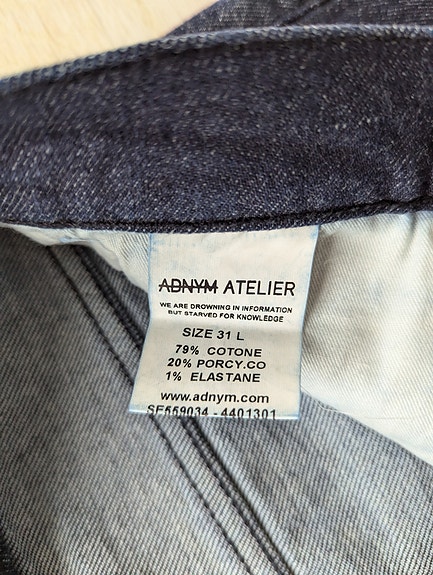 ADNYM ATELIER
WE ARE DROWNING IN INFORMATION
BUT STARVED FOR KNOWLEDGE
SIZE 31 L
79% COTONE
20% PORCY.CO
1% ELASTANE
www.adnym.com
SE559034 - 4401301